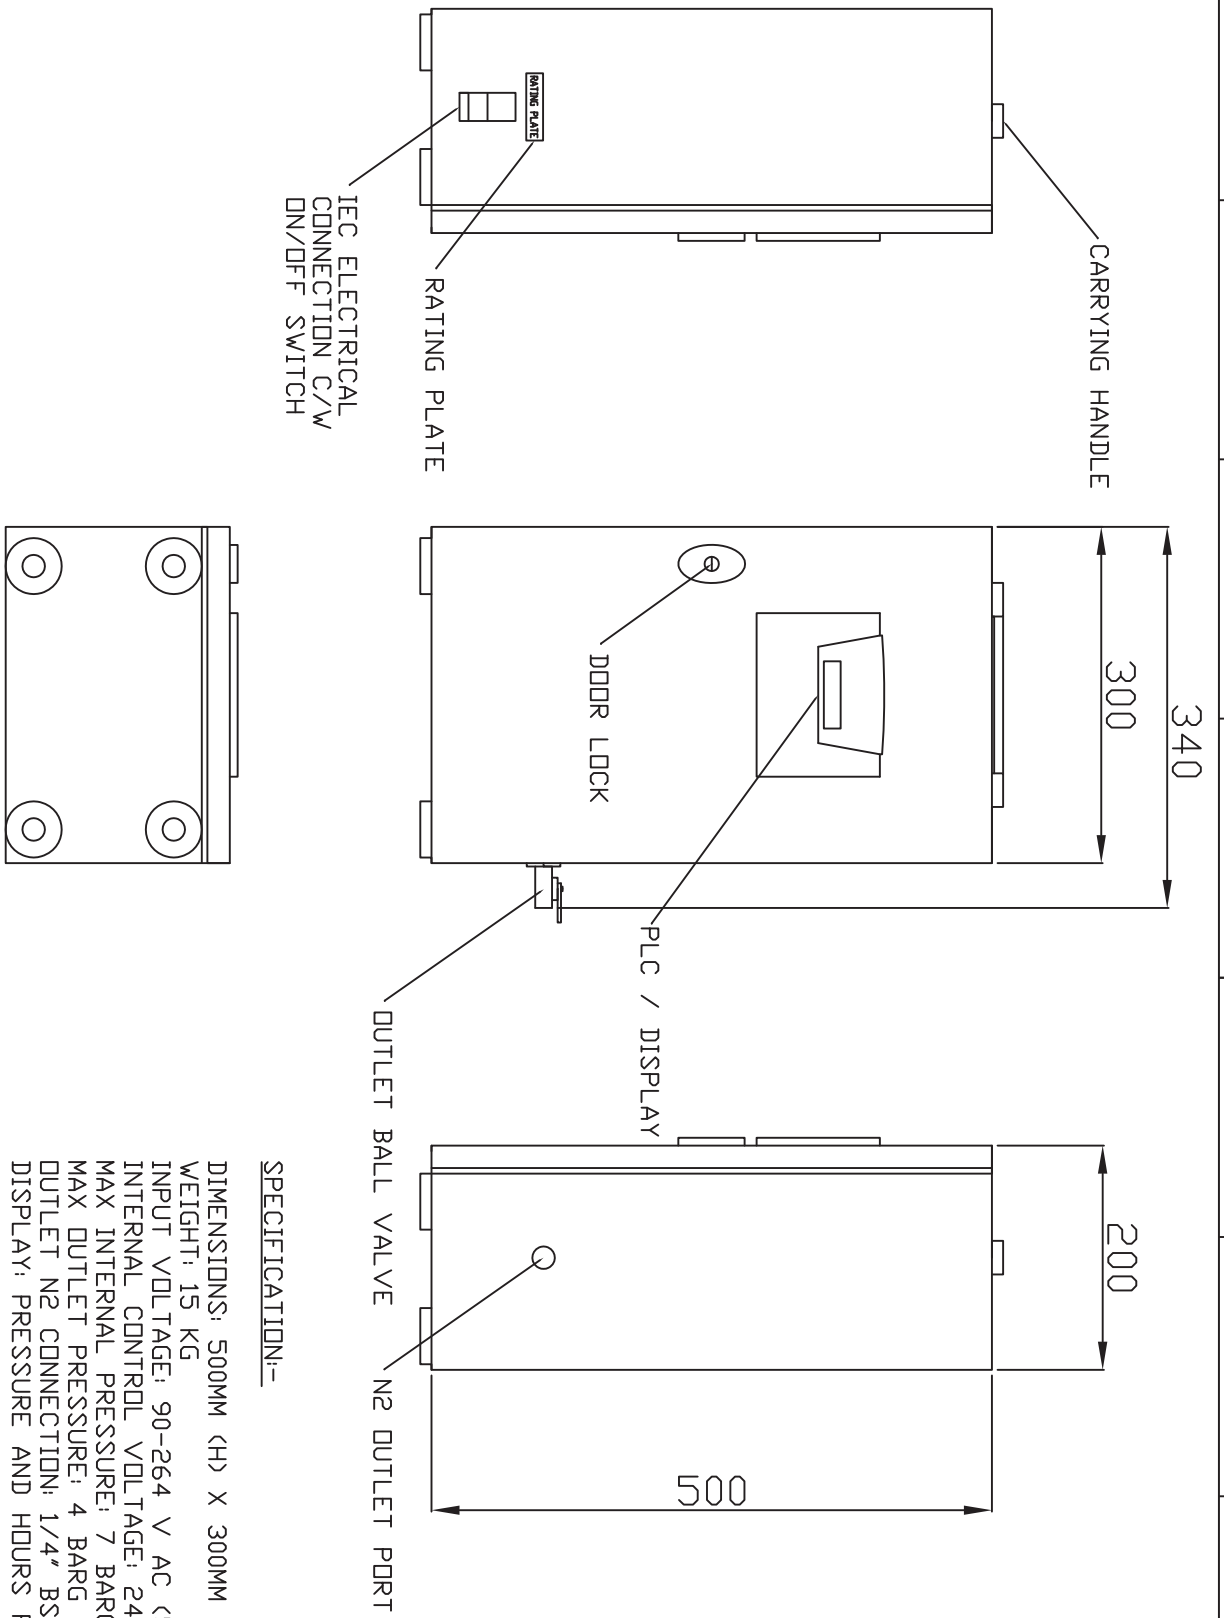 RATING PLATE
CARRYING HANDLE
RATING PLATE
IEC ELECTRICAL
CONNECTION C/W
ON/OFF SWITCH
340
300
DOOR LOCK
PLC / DISPLAY
OUTLET BALL VALVE
200
500
N2 OUTLET PORT
SPECIFICATION:-
DIMENSIONS: 500MM (H) X 300MM
WEIGHT: 15 KG
INPUT VOLTAGE: 90-264 V AC
INTERNAL CONTROL VOLTAGE: 24
MAX INTERNAL PRESSURE: 7 BARG
MAX OUTLET PRESSURE: 4 BARG
OUTLET N2 CONNECTION: 1/4" BS
DISPLAY: PRESSURE AND HOURS